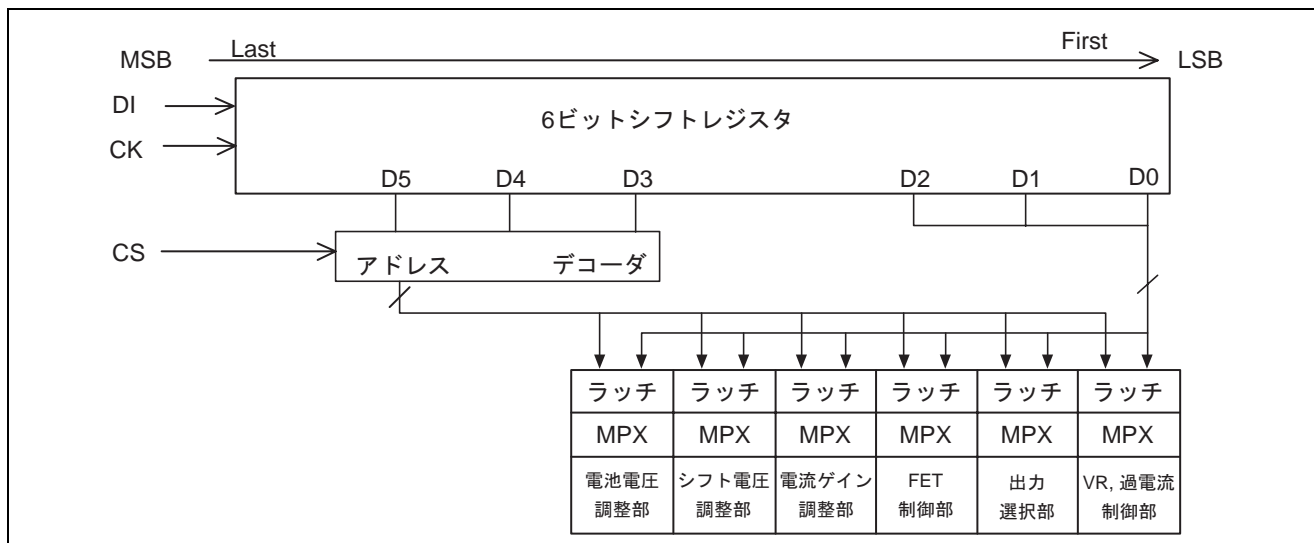 MSB Last First LSB
DI
6ビットシフトレジスタ
CK
D5 D4 D3 D2 D1 D0
CS
アドレス デコーダ
ラッチ ラッチ ラッチ ラッチ ラッチ ラッチ
MPX MPX MPX MPX MPX MPX
電池電圧 シフト電圧 電流ゲイン FET 出力 VR, 過電流
調整部 調整部 調整部 制御部 選択部 制御部